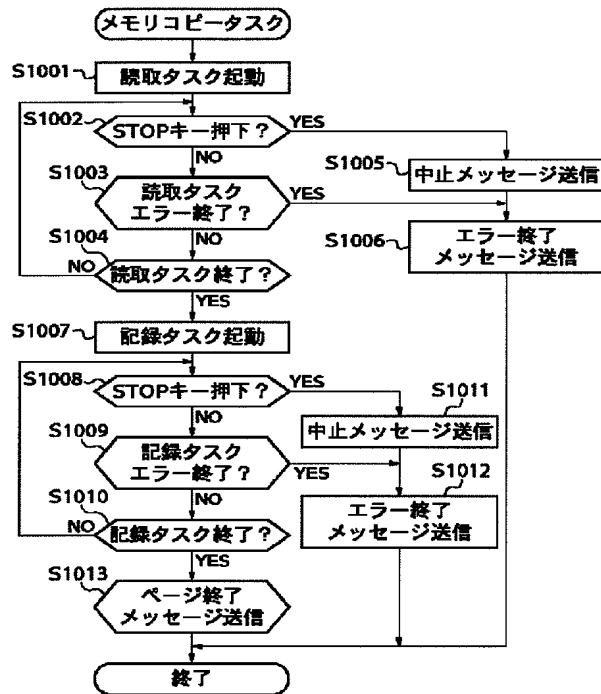 メモリコピータスク
S1001
読取タスク起動
S1002
STOPキー押下?
YES
NO
S1003
読取タスク
エラー終了?
YES
NO
S1004
読取タスク終了?
NO
YES
S1005
中止メッセージ送信
S1006
エラー終了
メッセージ送信
S1007
記録タスク起動
S1008
STOPキー押下?
YES
NO
S1009
記録タスク
エラー終了?
YES
NO
S1010
記録タスク終了?
NO
YES
S1011
中止メッセージ送信
S1012
エラー終了
メッセージ送信
S1013
ページ終了
メッセージ送信
終了